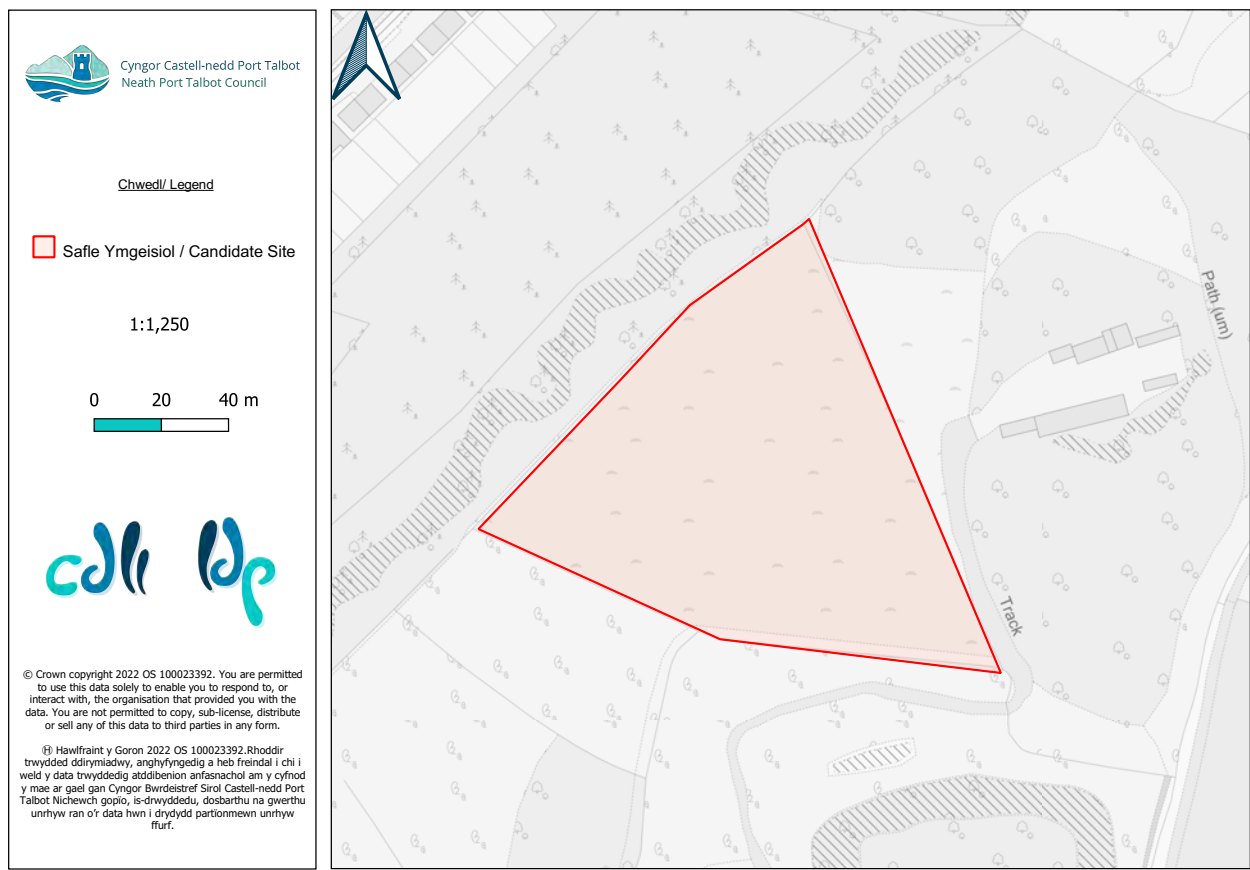 Cyngor Castell-nedd Port Talbot
Neath Port Talbot Council
Chwedl/ Legend
Safle Ymgeisiol / Candidate Site
1:1,250
0 20 40 m
cdll ldp
© Crown copyright 2022 OS 100023392. You are permitted
to use this data solely to enable you to respond to, or
interact with, the organisation that provided you with the
data. You are not permitted to copy, sub-license, distribute
or sell any of this data to third parties in any form.
Ⓗ Hawlfraint y Goron 2022 OS 100023392.Rhoddir
trwydded ddirymiadwy, anghyfyngedig a heb freindal i chi i
weld y data trwyddedig atddibenion anfasnachol am y cyfnod
y mae ar gael gan Cyngor Bwrdeistref Sirol Castell-nedd Port
Talbot Nichewch gopïo, is-drwyddedu, dosbarthu na gwerthu
unrhyw ran o'r data hwn i drydydd partïonmewn unrhyw
ffurf.
Path (um)
Track